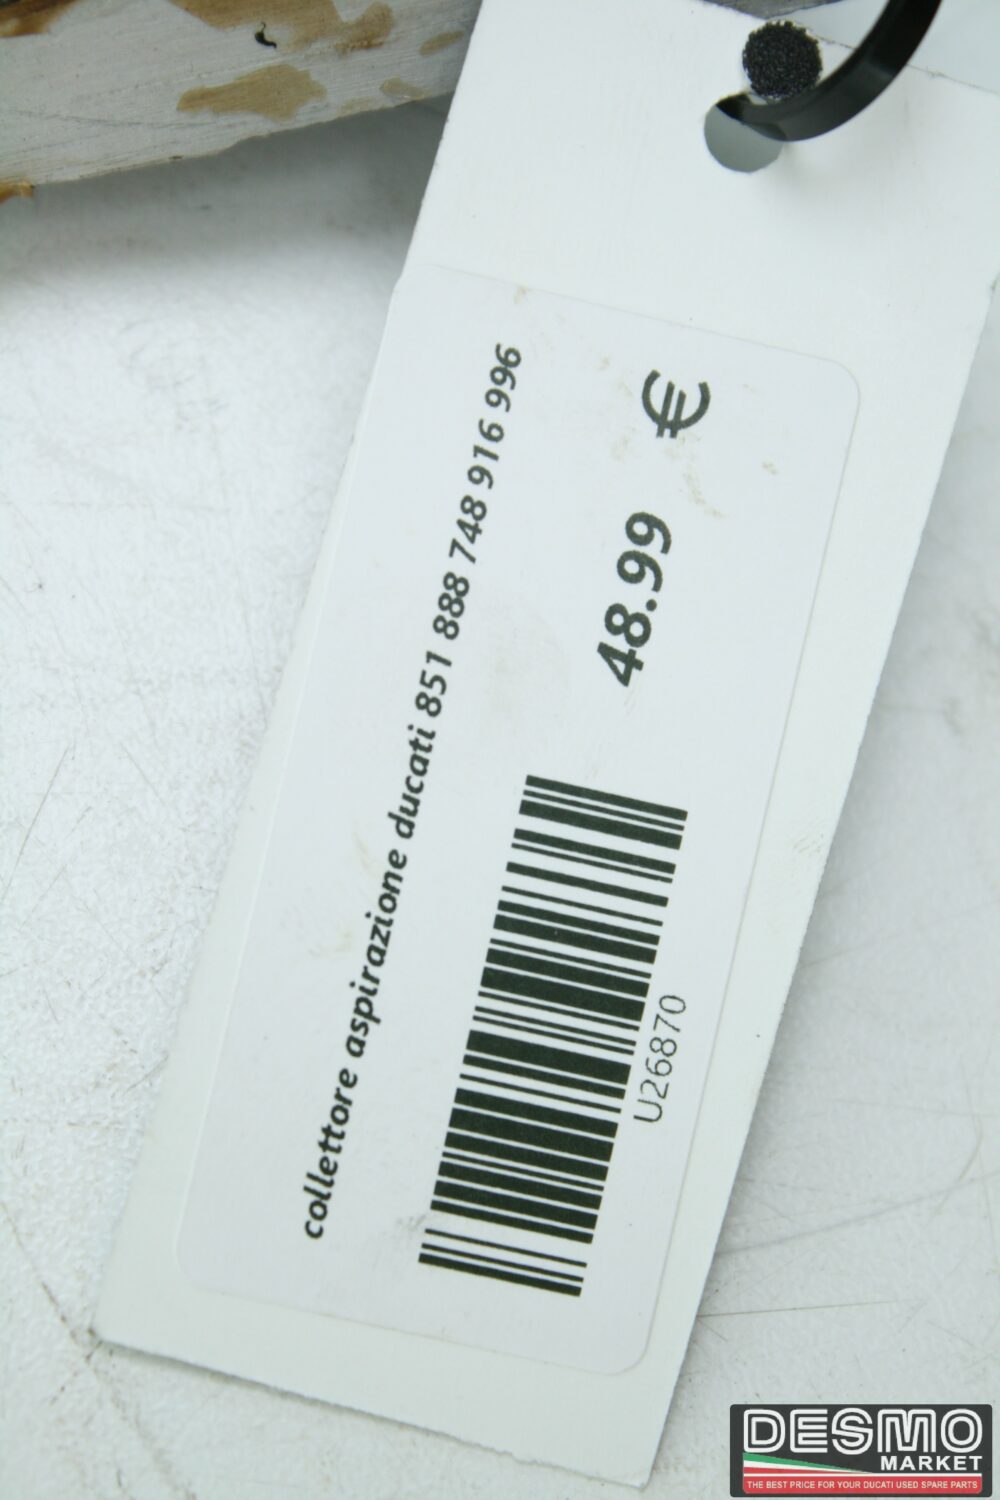 collettore aspirazione ducati 851 888 748 916 996
48.99 €
U26870
DESMO
MARKET
THE BEST PRICE FOR YOUR DUCATI USED SPARE PARTS